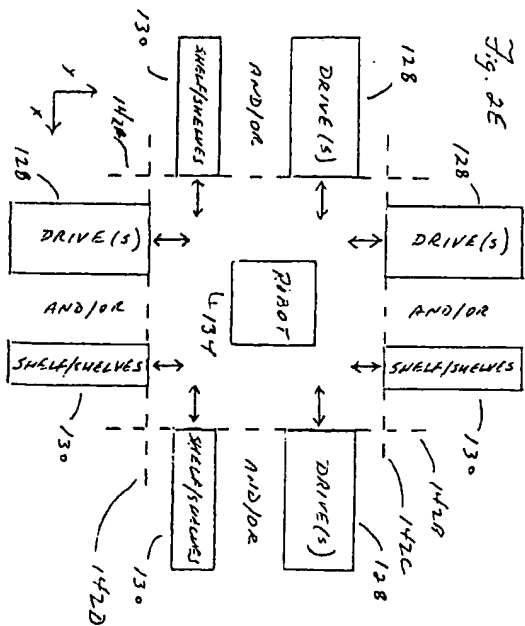 Fig. 2E
130
128
SHELF/SHELVES
AND/OR
DRIVE(S)
Y
X
142A
128
128
DRIVE(S)
DRIVE(S)
AND/OR
ROBOT
134
AND/OR
SHELF/SHELVES
SHELF/SHELVES
130
130
SHELF/SHELVES
AND/OR
DRIVE(S)
142B
142C
142D
130
128